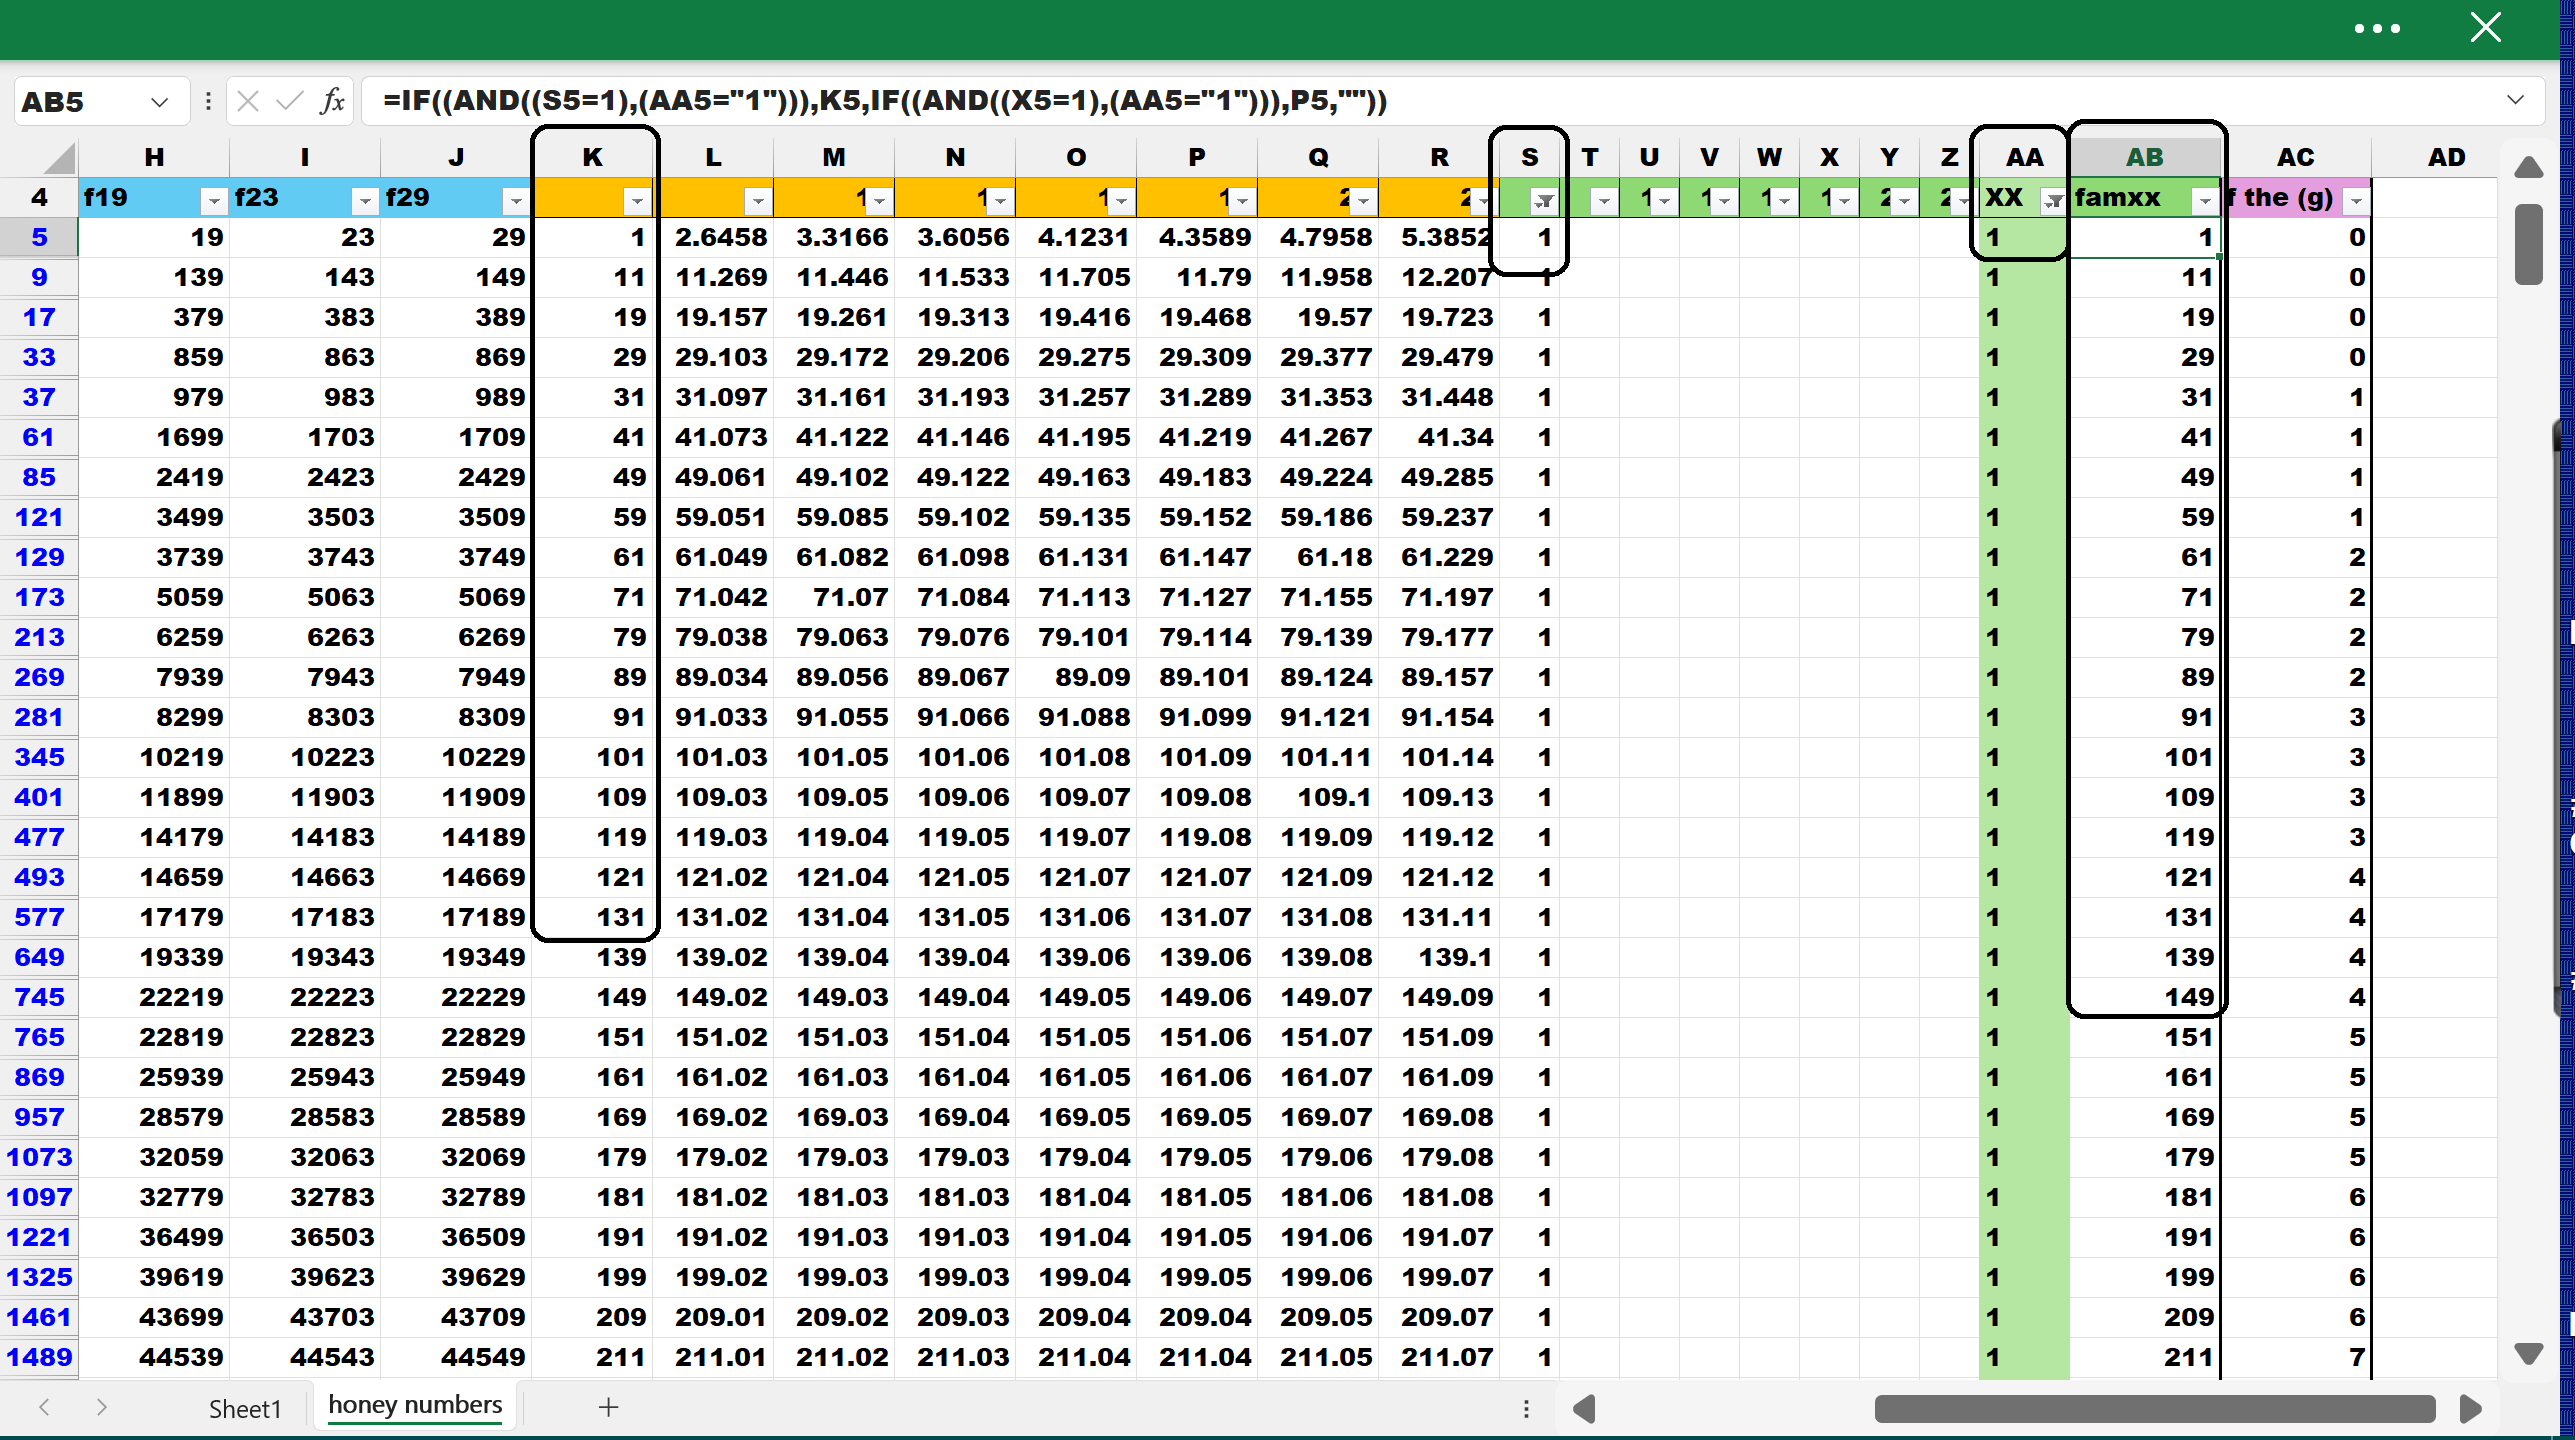 AB5 fx =IF((AND((S5=1),(AA5="1"))),K5,IF((AND((X5=1),(AA5="1"))),P5,""))
H I J K L M N O P Q R S T U V W X Y Z AA AB AC AD
4 f19 f23 f29 1 1 1 1 2 2 1 1 1 1 2 2 XX famxx f the (g)
5 19 23 29 1 2.6458 3.3166 3.6056 4.1231 4.3589 4.7958 5.3852 1 1 1 0
9 139 143 149 11 11.269 11.446 11.533 11.705 11.79 11.958 12.207 1 1 11 0
17 379 383 389 19 19.157 19.261 19.313 19.416 19.468 19.57 19.723 1 1 19 0
33 859 863 869 29 29.103 29.172 29.206 29.275 29.309 29.377 29.479 1 1 29 0
37 979 983 989 31 31.097 31.161 31.193 31.257 31.289 31.353 31.448 1 1 31 1
61 1699 1703 1709 41 41.073 41.122 41.146 41.195 41.219 41.267 41.34 1 1 41 1
85 2419 2423 2429 49 49.061 49.102 49.122 49.163 49.183 49.224 49.285 1 1 49 1
121 3499 3503 3509 59 59.051 59.085 59.102 59.135 59.152 59.186 59.237 1 1 59 1
129 3739 3743 3749 61 61.049 61.082 61.098 61.131 61.147 61.18 61.229 1 1 61 2
173 5059 5063 5069 71 71.042 71.07 71.084 71.113 71.127 71.155 71.197 1 1 71 2
213 6259 6263 6269 79 79.038 79.063 79.076 79.101 79.114 79.139 79.177 1 1 79 2
269 7939 7943 7949 89 89.034 89.056 89.067 89.09 89.101 89.124 89.157 1 1 89 2
281 8299 8303 8309 91 91.033 91.055 91.066 91.088 91.099 91.121 91.154 1 1 91 3
345 10219 10223 10229 101 101.03 101.05 101.06 101.08 101.09 101.11 101.14 1 1 101 3
401 11899 11903 11909 109 109.03 109.05 109.06 109.07 109.08 109.1 109.13 1 1 109 3
477 14179 14183 14189 119 119.03 119.04 119.05 119.07 119.08 119.09 119.12 1 1 119 3
493 14659 14663 14669 121 121.02 121.04 121.05 121.07 121.07 121.09 121.12 1 1 121 4
577 17179 17183 17189 131 131.02 131.04 131.05 131.06 131.07 131.08 131.11 1 1 131 4
649 19339 19343 19349 139 139.02 139.04 139.04 139.06 139.06 139.08 139.1 1 1 139 4
745 22219 22223 22229 149 149.02 149.03 149.04 149.05 149.06 149.07 149.09 1 1 149 4
765 22819 22823 22829 151 151.02 151.03 151.04 151.05 151.06 151.07 151.09 1 1 151 5
869 25939 25943 25949 161 161.02 161.03 161.04 161.05 161.06 161.07 161.09 1 1 161 5
957 28579 28583 28589 169 169.02 169.03 169.04 169.05 169.05 169.07 169.08 1 1 169 5
1073 32059 32063 32069 179 179.02 179.03 179.03 179.04 179.05 179.06 179.08 1 1 179 5
1097 32779 32783 32789 181 181.02 181.03 181.03 181.04 181.05 181.06 181.08 1 1 181 6
1221 36499 36503 36509 191 191.02 191.03 191.03 191.04 191.05 191.06 191.07 1 1 191 6
1325 39619 39623 39629 199 199.02 199.03 199.03 199.04 199.05 199.06 199.07 1 1 199 6
1461 43699 43703 43709 209 209.01 209.02 209.03 209.04 209.04 209.05 209.07 1 1 209 6
1489 44539 44543 44549 211 211.01 211.02 211.03 211.04 211.04 211.05 211.07 1 1 211 7
Sheet1 honey numbers